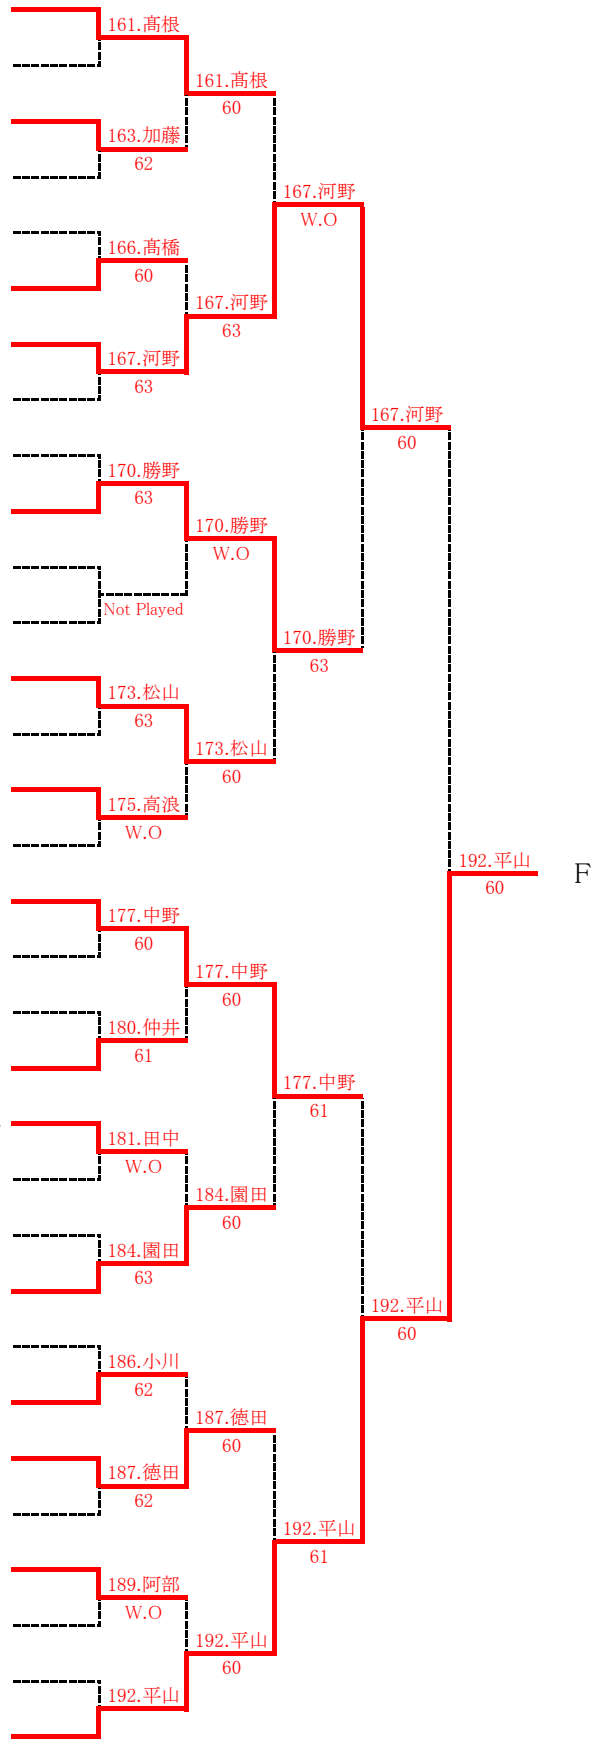 161.髙根
161.髙根
60
163.加藤
62
167.河野
W.O
166.髙橋
60
167.河野
63
167.河野
63
167.河野
60
170.勝野
63
170.勝野
W.O
Not Played
170.勝野
63
173.松山
63
173.松山
60
175.高浪
W.O
192.平山
60
F
177.中野
60
177.中野
60
180.仲井
61
177.中野
61
181.田中
W.O
184.園田
60
184.園田
63
192.平山
60
186.小川
62
187.徳田
60
187.徳田
62
192.平山
61
189.阿部
W.O
192.平山
60
192.平山